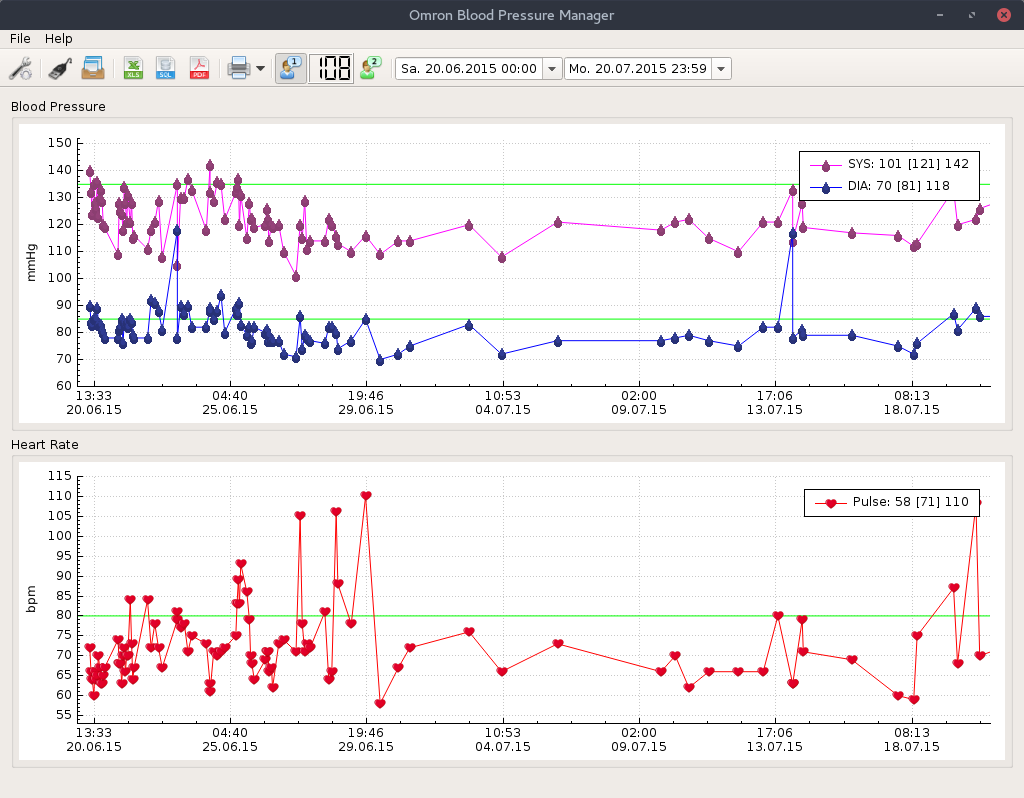 Omron Blood Pressure Manager
File Help
XLS SQL PDF 1 108 2 Sa. 20.06.2015 00:00 Mo. 20.07.2015 23:59
Blood Pressure
150
140
130
120
110
100
90
80
70
60
mmHg
SYS: 101 [121] 142
DIA: 70 [81] 118
13:33 04:40 19:46 10:53 02:00 17:06 08:13
20.06.15 25.06.15 29.06.15 04.07.15 09.07.15 13.07.15 18.07.15
Heart Rate
115
110
105
100
95
90
85
80
75
70
65
60
55
bpm
Pulse: 58 [71] 110
13:33 04:40 19:46 10:53 02:00 17:06 08:13
20.06.15 25.06.15 29.06.15 04.07.15 09.07.15 13.07.15 18.07.15